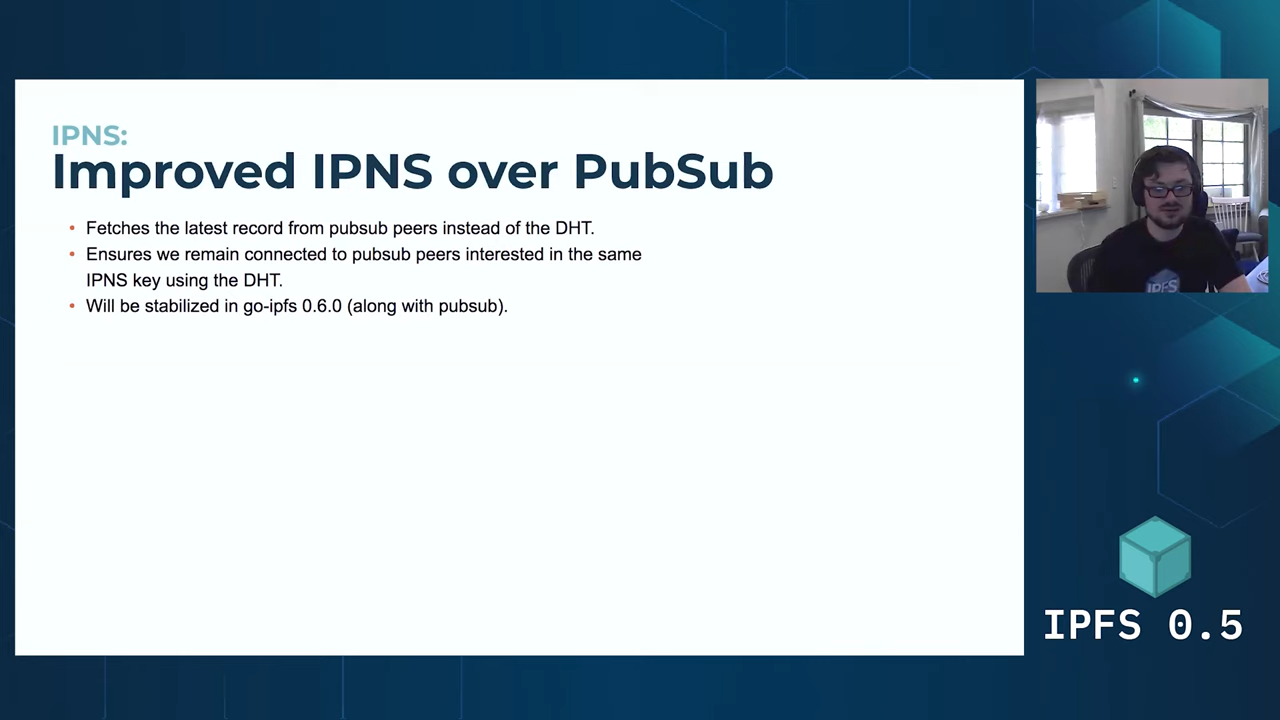 IPNS:
Improved IPNS over PubSub
• Fetches the latest record from pubsub peers instead of the DHT.
• Ensures we remain connected to pubsub peers interested in the same
IPNS key using the DHT.
• Will be stabilized in go-ipfs 0.6.0 (along with pubsub).
IPFS
IPFS 0.5